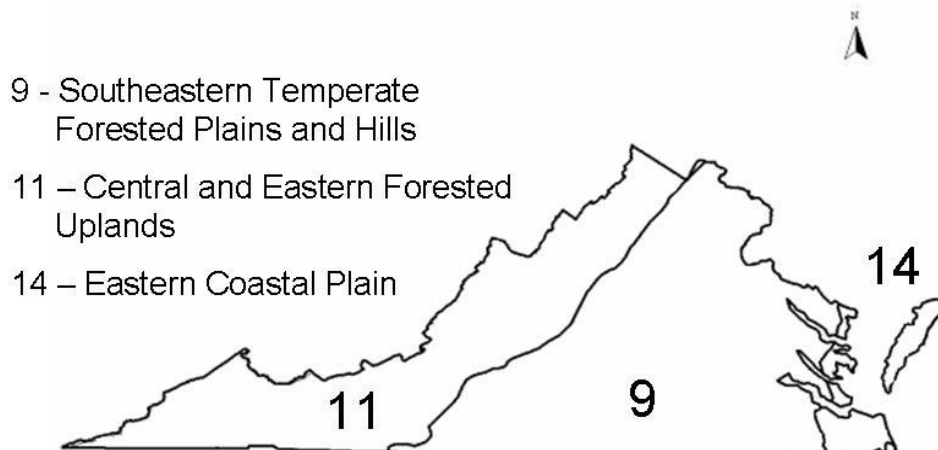 N
9 - Southeastern Temperate
Forested Plains and Hills
11 – Central and Eastern Forested
Uplands
14 – Eastern Coastal Plain
14
11
9